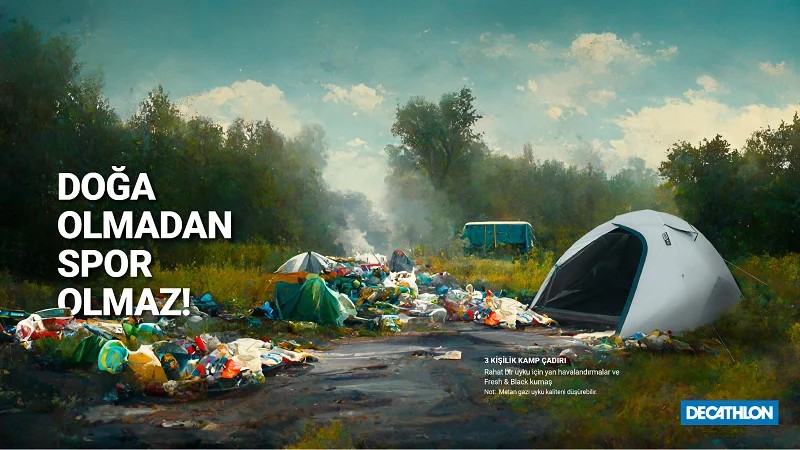 DOĞA
OLMADAN
SPOR
OLMAZ!
3 KİŞİLİK KAMP ÇADIRI
Rahat bir uyku için yan havalandırmalar ve
Fresh & Black kumaş
Not: Metan gazı uyku kaliteni düşürebilir.
DECATHLON